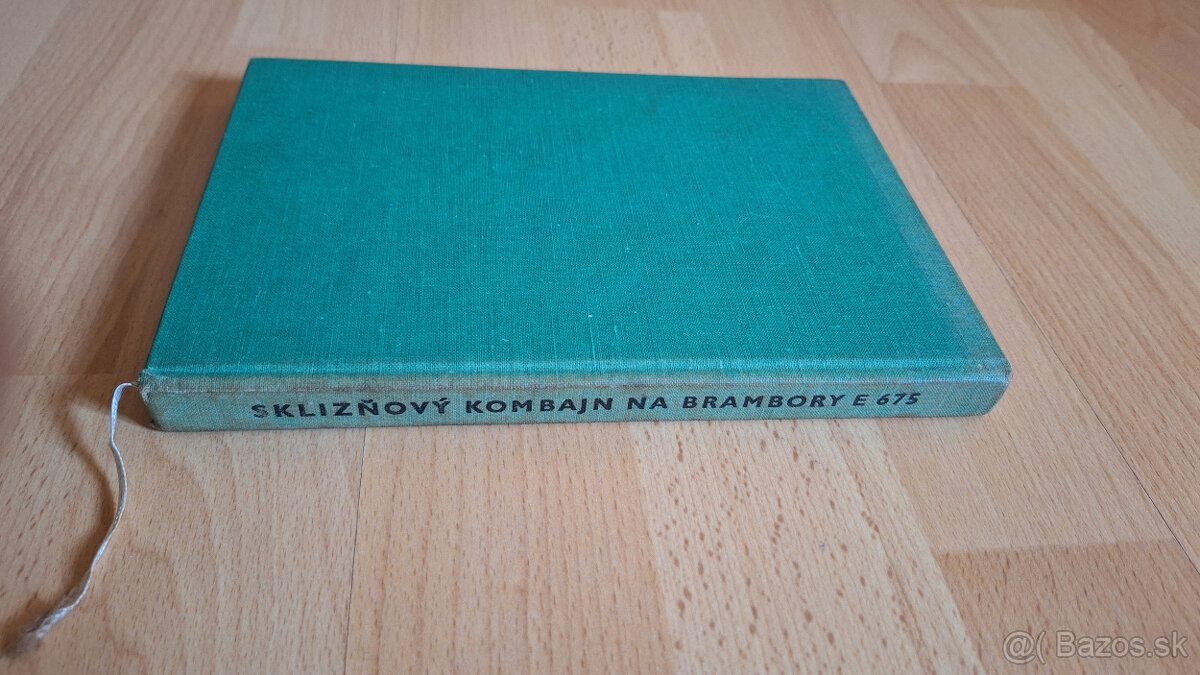 SKLIZŇOVÝ KOMBAJN NA BRAMBORY E 675
@( Bazos.sk